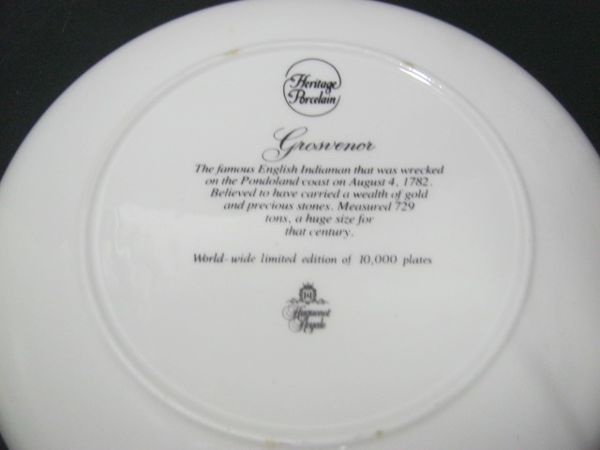 Heritage
Porcelain
Grosvenor
The famous English Indiaman that was wrecked
on the Pondoland coast on August 4, 1782.
Believed to have carried a wealth of gold
and precious stones. Measured 729
tons, a huge size for
that century.
World-wide limited edition of 10,000 plates
Huguenot
Royale